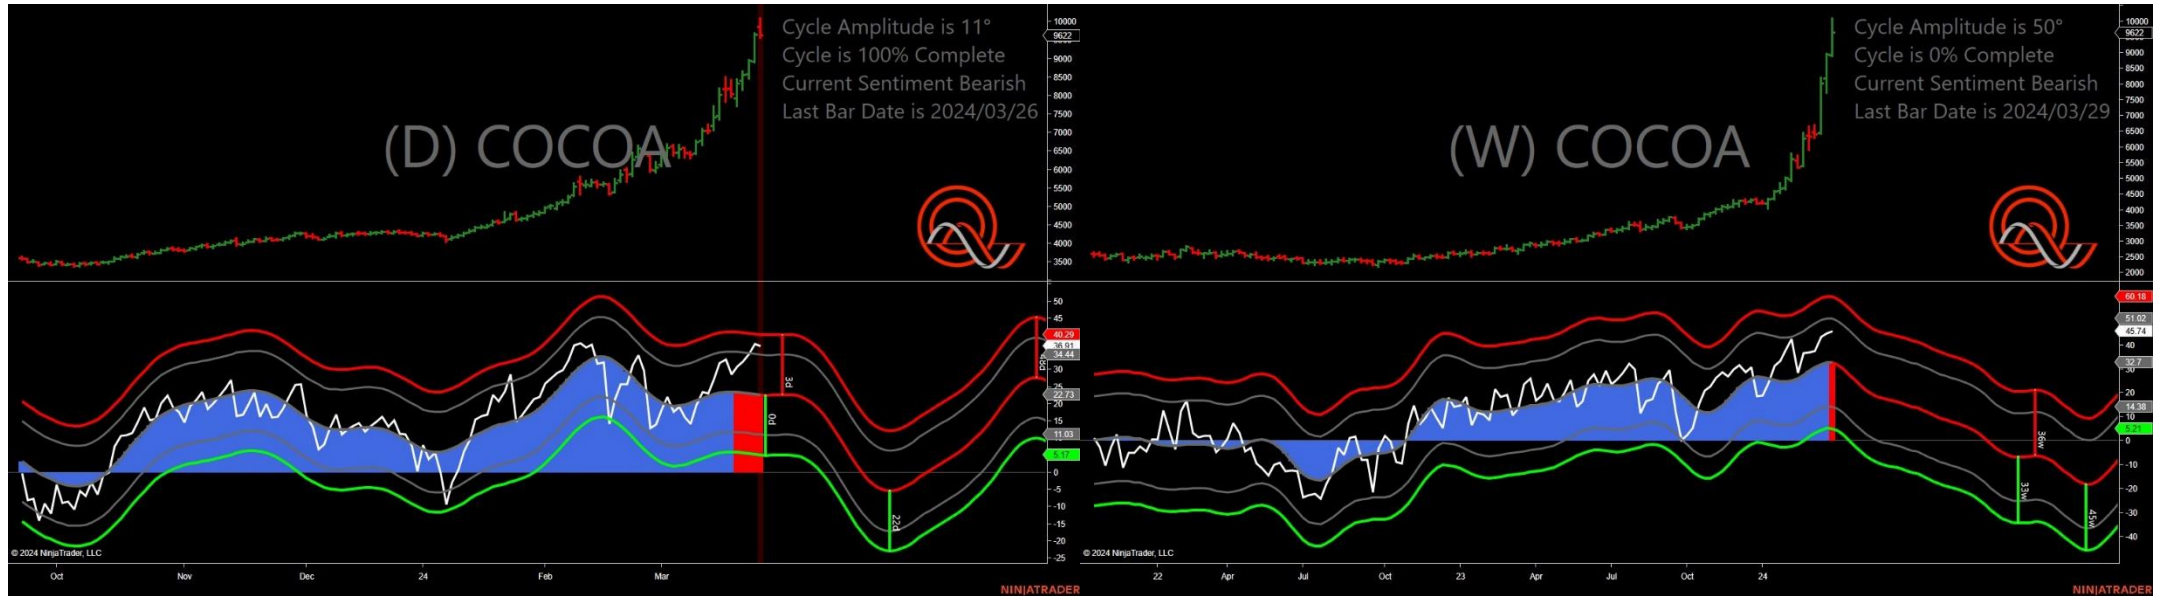 Cycle Amplitude is 11°
Cycle is 100% Complete
Current Sentiment Bearish
Last Bar Date is 2024/03/26
(D) COCOA
10000
9622
9000
8500
8000
7500
7000
6500
6000
5500
5000
4500
4000
3500
50
45
40.29
36.91
34.44
30
25
22.73
20
15
11.03
5.17
0
-5
-10
-15
-20
-25
3d
0d
22d
48d
© 2024 NinjaTrader, LLC
Oct Nov Dec 24 Feb Mar
NINJATRADER
Cycle Amplitude is 50°
Cycle is 0% Complete
Current Sentiment Bearish
Last Bar Date is 2024/03/29
(W) COCOA
10000
9622
9000
8500
8000
7500
7000
6500
6000
5500
5000
4500
4000
3500
3000
2500
2000
60.18
51.02
45.74
40
32.7
30
20
14.38
10
5.21
0
-10
-20
-30
-40
36w
33w
45w
© 2024 NinjaTrader, LLC
22 Apr Jul Oct 23 Apr Jul Oct 24
NINJATRADER